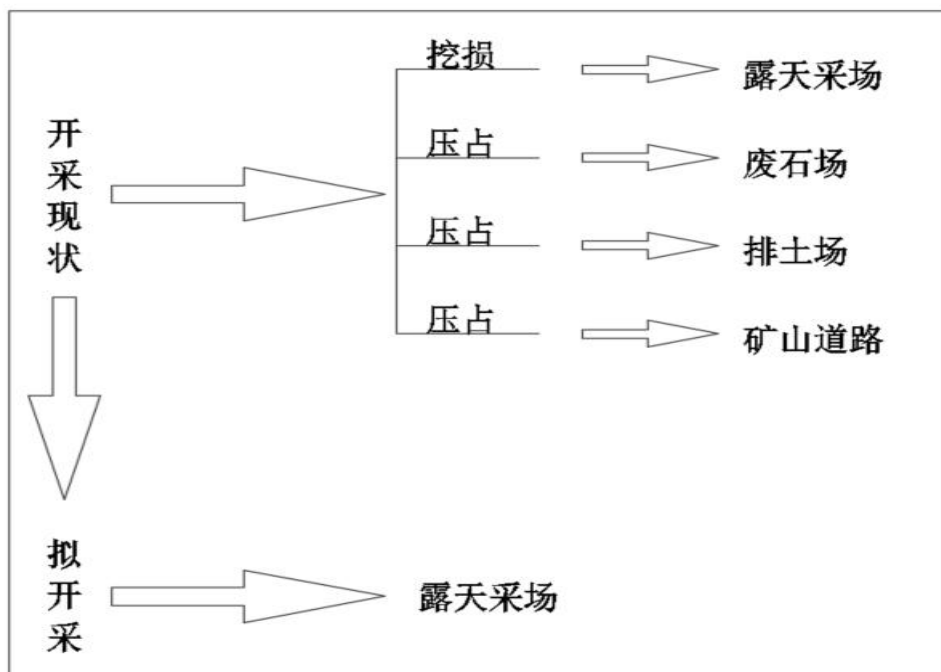 开采现状
挖损
露天采场
压占
废石场
压占
排土场
压占
矿山道路
拟开采
露天采场